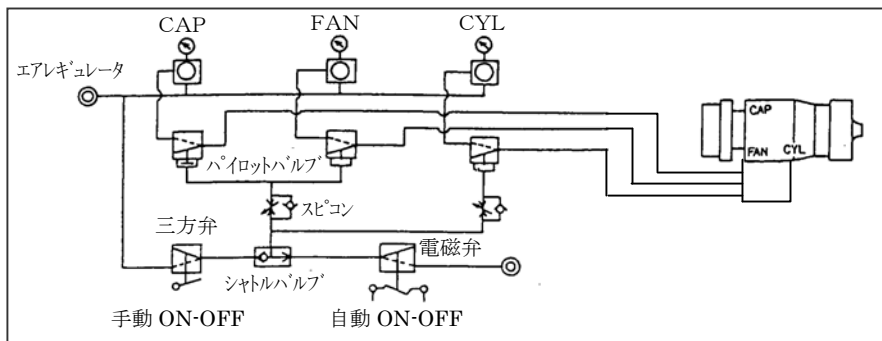 CAP FAN CYL
エアレギュレータ
CAP
FAN CYL
パイロットバルブ
スピコン
三方弁 電磁弁
シャトルバルブ
手動 ON-OFF 自動 ON-OFF